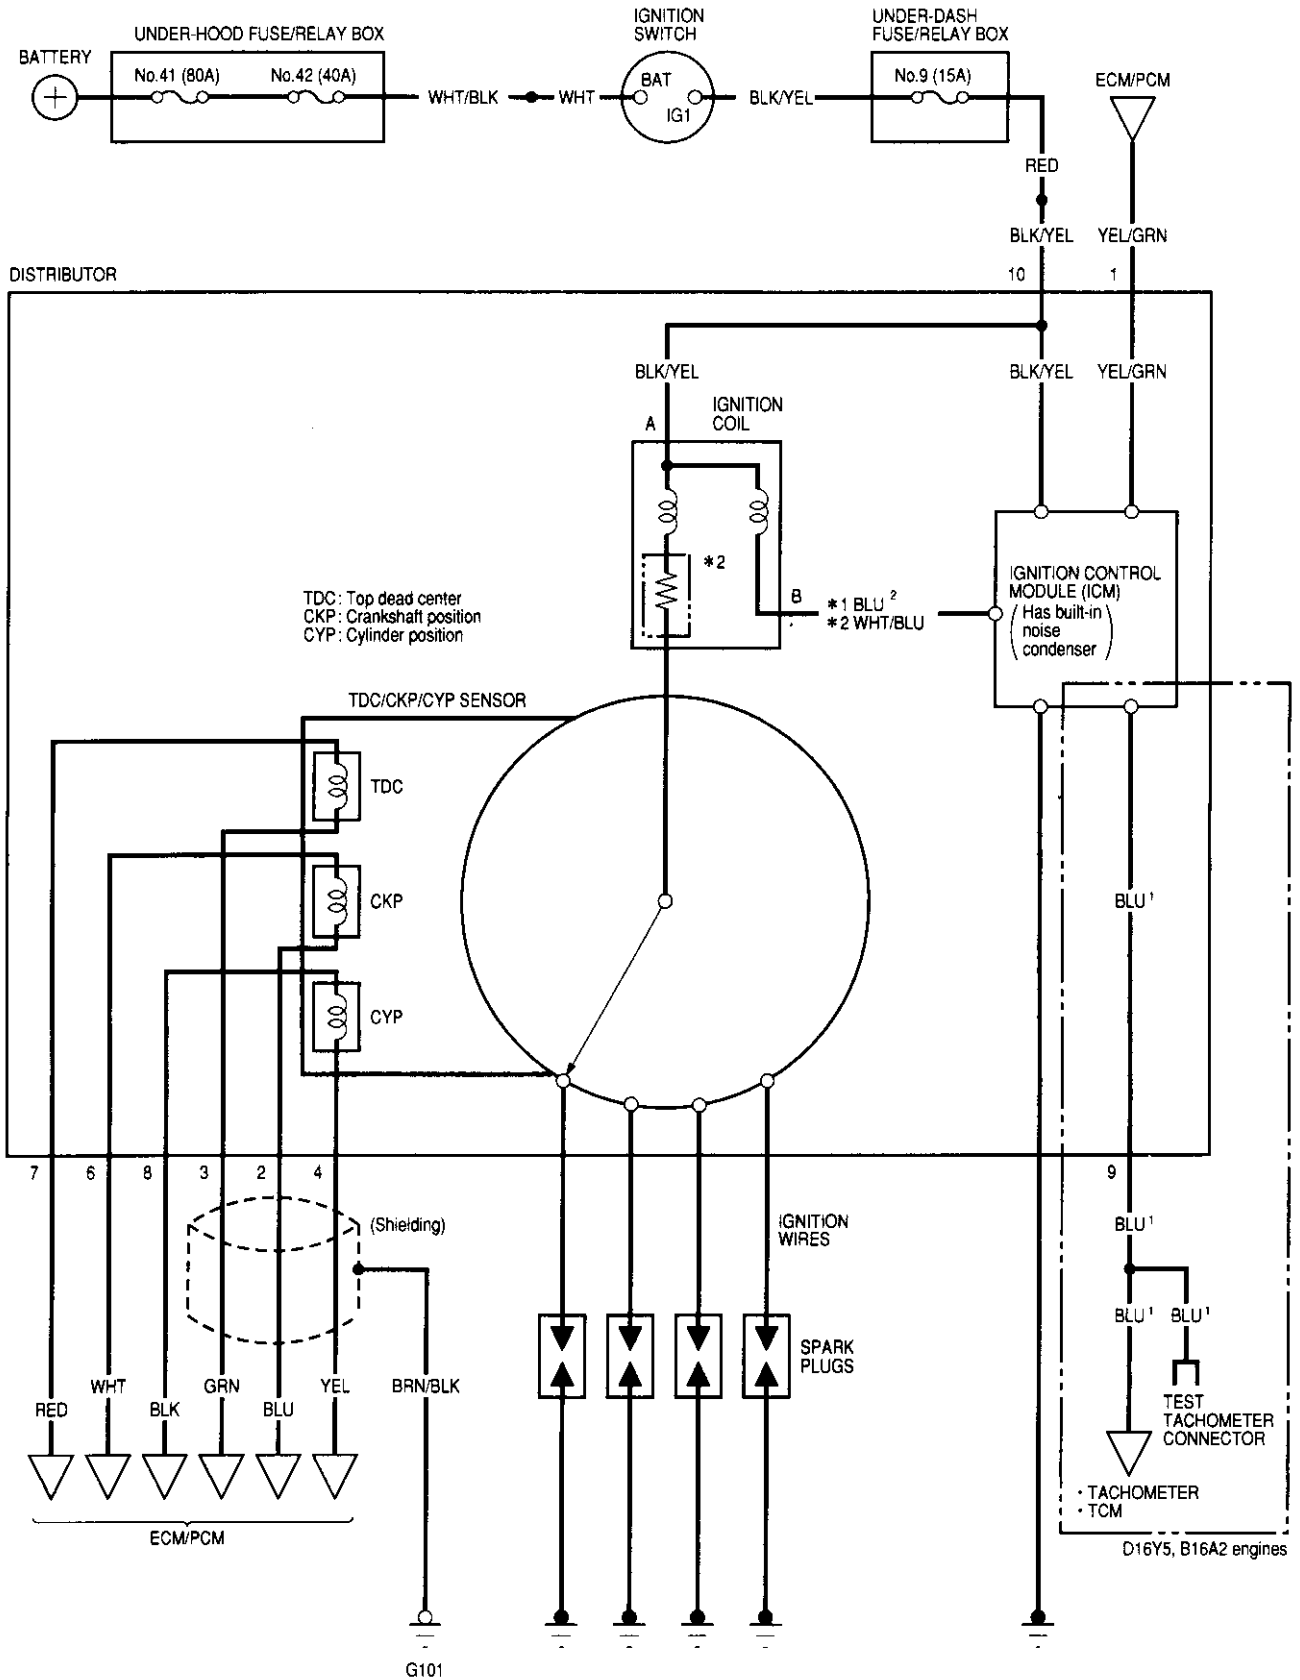 UNDER-HOOD FUSE/RELAY BOX
IGNITION
SWITCH
UNDER-DASH
FUSE/RELAY BOX
BATTERY
No.41 (80A)
No.42 (40A)
WHT/BLK
WHT
BAT
IG1
BLK/YEL
No.9 (15A)
ECM/PCM
RED
BLK/YEL
YEL/GRN
DISTRIBUTOR
10
1
BLK/YEL
BLK/YEL
YEL/GRN
IGNITION
COIL
A
*2
B
*1 BLU 2
*2 WHT/BLU
IGNITION CONTROL
MODULE (ICM)
(Has built-in
noise
condenser)
TDC: Top dead center
CKP: Crankshaft position
CYP: Cylinder position
TDC/CKP/CYP SENSOR
TDC
CKP
CYP
BLU 1
7
6
8
3
2
4
9
(Shielding)
IGNITION
WIRES
BLU 1
BLU 1
BLU 1
SPARK
PLUGS
RED
WHT
BLK
GRN
BLU
YEL
BRN/BLK
TEST
TACHOMETER
CONNECTOR
· TACHOMETER
· TCM
ECM/PCM
D16Y5, B16A2 engines
G101